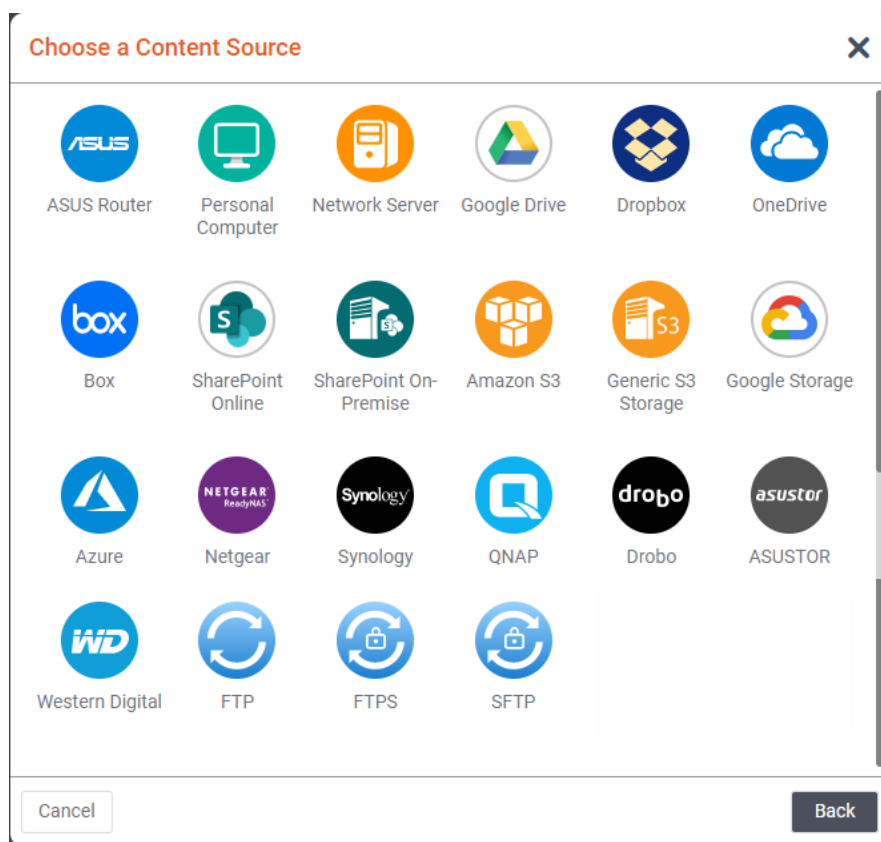 Choose a Content Source
ASUS
ASUS Router
Personal
Computer
Network Server
Google Drive
Dropbox
OneDrive
box
Box
S
SharePoint
Online
S
SharePoint On-
Premise
Amazon S3
S3
Generic S3
Storage
Google Storage
Azure
NETGEAR
ReadyNAS
Netgear
Synology
Synology
QNAP
drobo
Drobo
asustor
ASUSTOR
WD
Western Digital
FTP
FTPS
SFTP
Cancel
Back